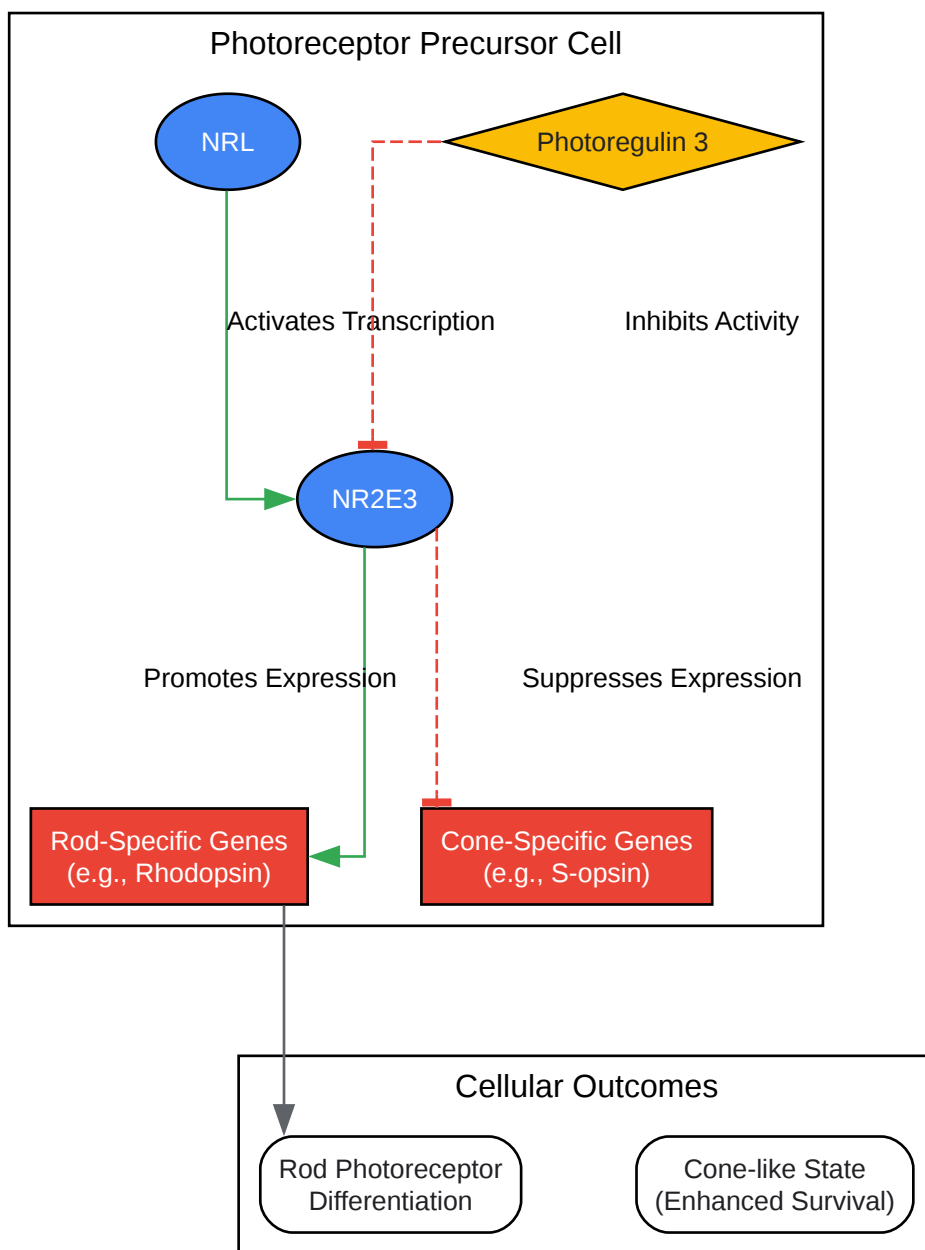 Photoreceptor Precursor Cell
NRL
Photoregulin 3
Activates Transcription
Inhibits Activity
NR2E3
Promotes Expression
Suppresses Expression
Rod-Specific Genes
(e.g., Rhodopsin)
Cone-Specific Genes
(e.g., S-opsin)
Cellular Outcomes
Rod Photoreceptor
Differentiation
Cone-like State
(Enhanced Survival)